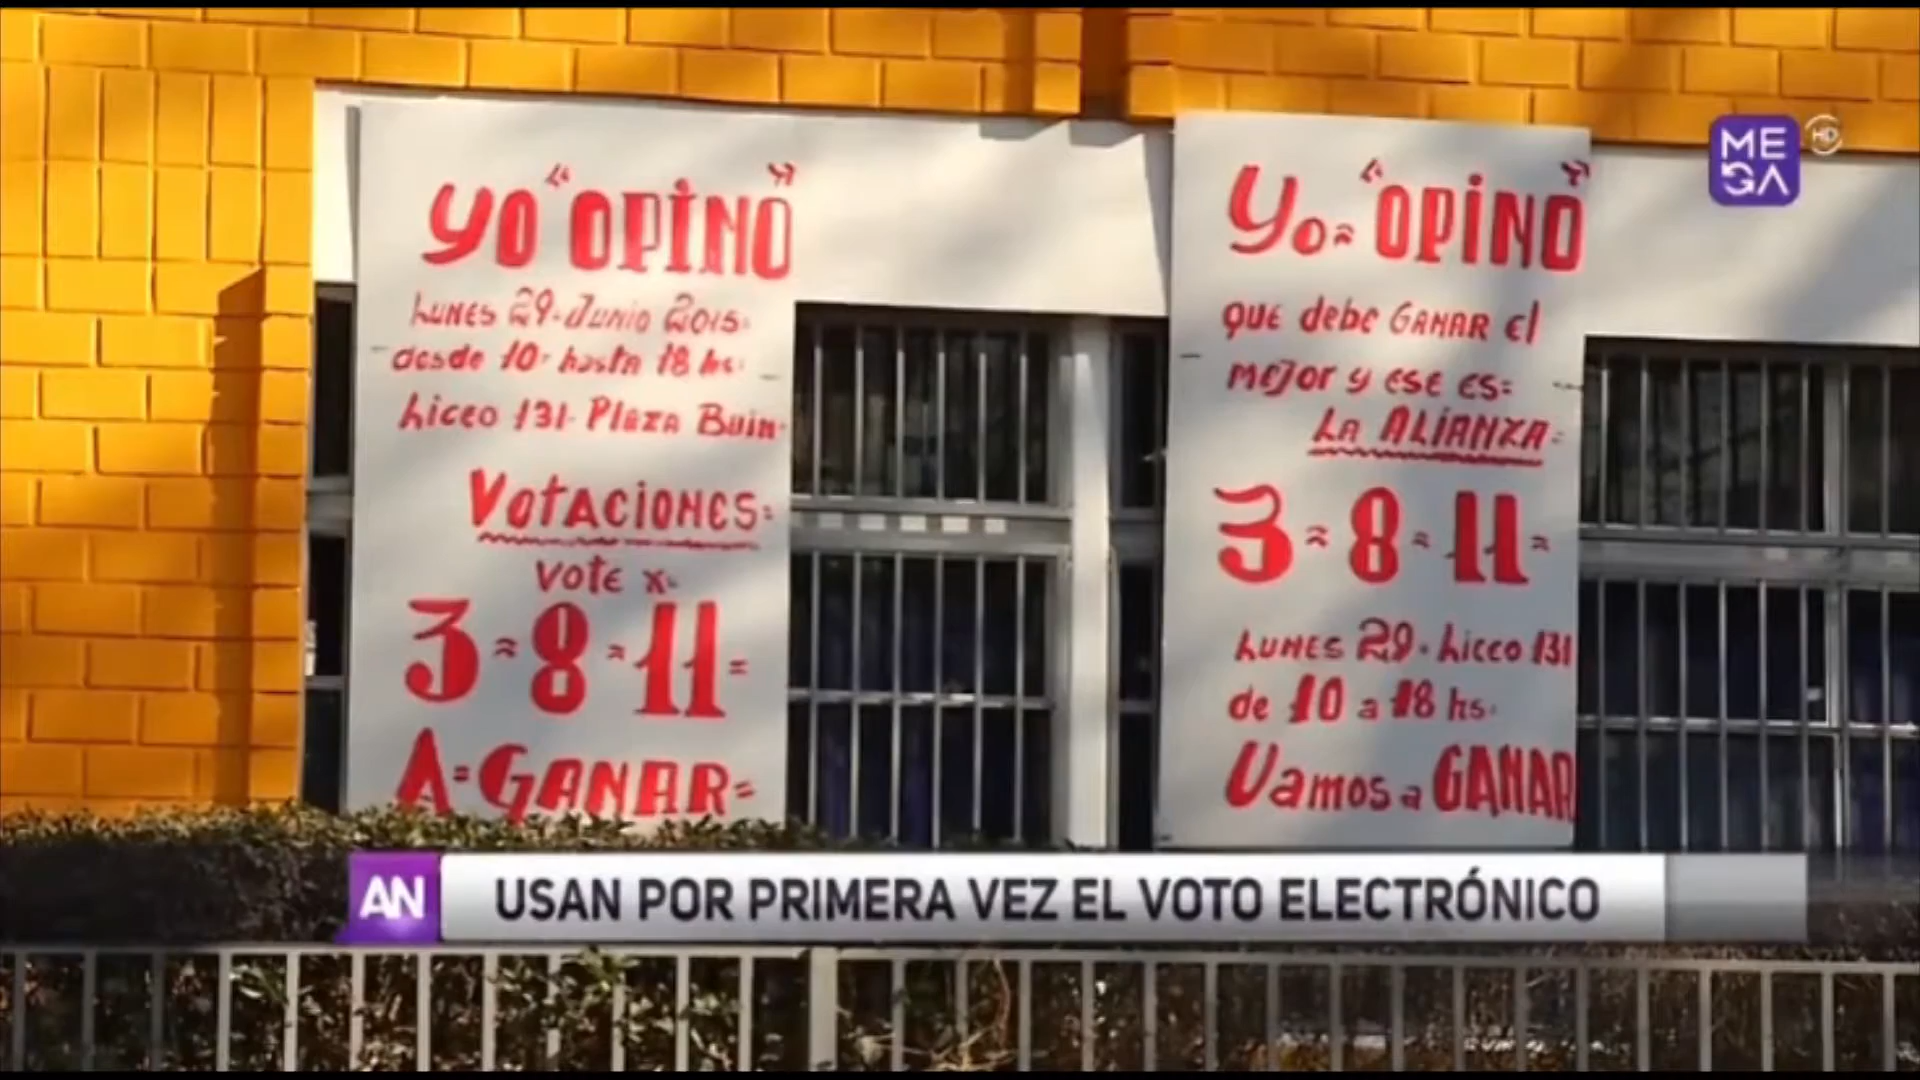 Yo "OPINO"
Lunes 29-Junio 2015-
desde 10- hasta 18 hs-
Liceo 131- Plaza Buin-
VotACiones=
Vote x-
3=8=11=
A=GANAR=
Yo="OPINO"
que debe GANAR el
mejor y ese es=
LA ALiANZA=
3=8=11=
Lunes 29-Liceo 131
de 10 a 18 hs-
Vamos a GANAR
MEGA HD
AN USAN POR PRIMERA VEZ EL VOTO ELECTRÓNICO